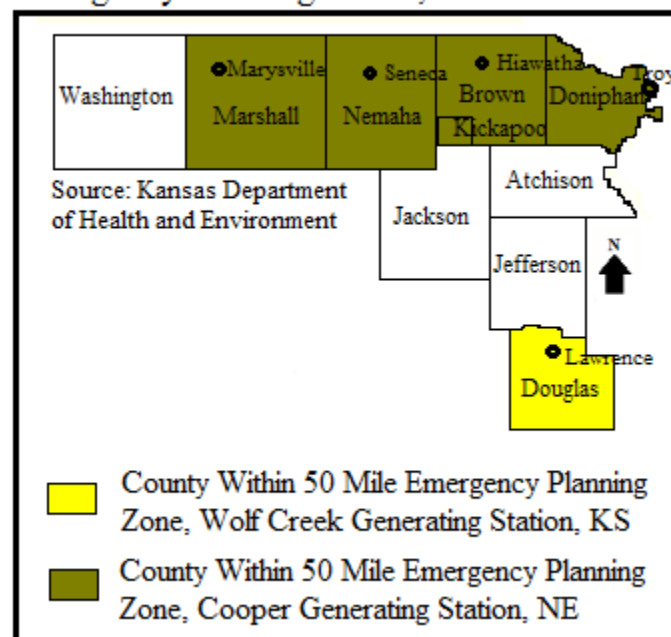 Washington
Marysville
Marshall
Seneca
Nemaha
Hiawatha
Brown
Kickapoo
Troy
Doniphan
Source: Kansas Department
of Health and Environment
Jackson
Atchison
Jefferson
N
Lawrence
Douglas
County Within 50 Mile Emergency Planning
Zone, Wolf Creek Generating Station, KS
County Within 50 Mile Emergency Planning
Zone, Cooper Generating Station, NE